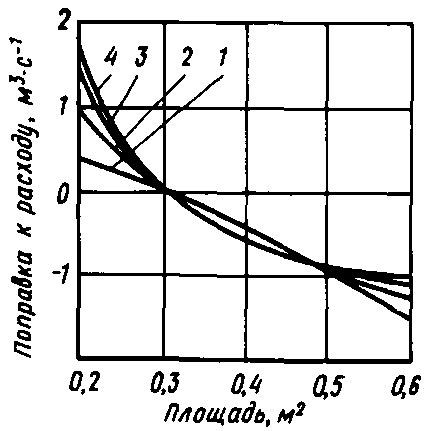 2
1
0
-1
Поправка к расходу, м³·с⁻¹
4 3 2 1
0,2 0,3 0,4 0,5 0,6
Площадь, м²